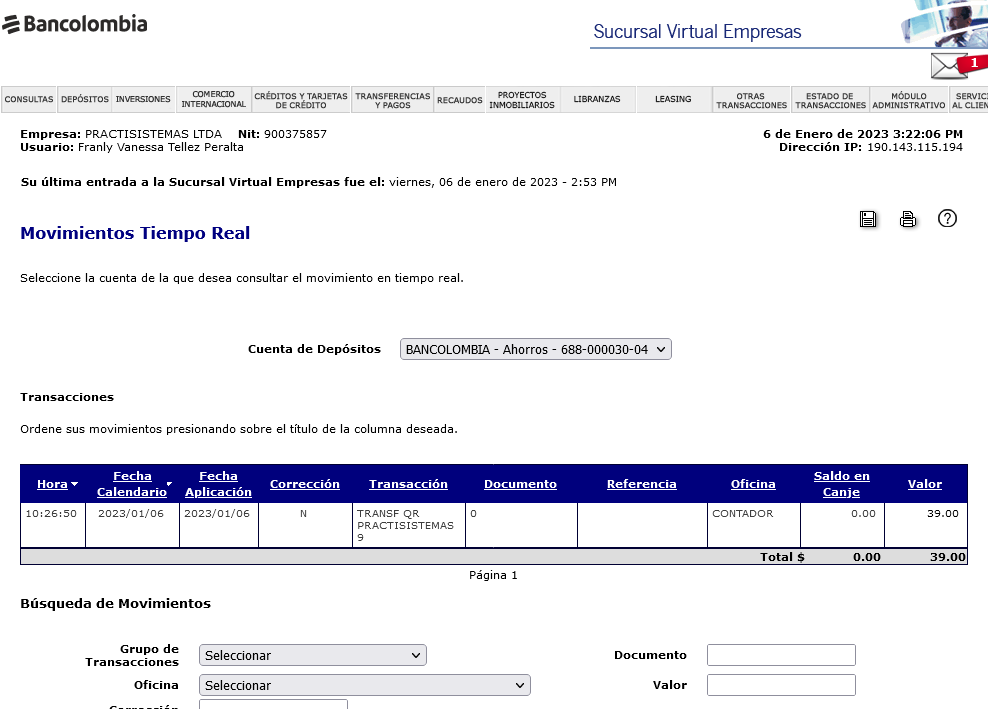 Bancolombia
Sucursal Virtual Empresas
1
CONSULTAS DEPÓSITOS INVERSIONES COMERCIO INTERNACIONAL CRÉDITOS Y TARJETAS DE CRÉDITO TRANSFERENCIAS Y PAGOS RECAUDOS PROYECTOS INMOBILIARIOS LIBRANZAS LEASING OTRAS TRANSACCIONES ESTADO DE TRANSACCIONES MÓDULO ADMINISTRATIVO SERVICI AL CLIEN
Empresa: PRACTISISTEMAS LTDA Nit: 900375857
Usuario: Franly Vanessa Tellez Peralta
6 de Enero de 2023 3:22:06 PM
Dirección IP: 190.143.115.194
Su última entrada a la Sucursal Virtual Empresas fue el: viernes, 06 de enero de 2023 - 2:53 PM
Movimientos Tiempo Real
Seleccione la cuenta de la que desea consultar el movimiento en tiempo real.
Cuenta de Depósitos BANCOLOMBIA - Ahorros - 688-000030-04
Transacciones
Ordene sus movimientos presionando sobre el título de la columna deseada.
Hora Fecha Calendario Fecha Aplicación Corrección Transacción Documento Referencia Oficina Saldo en Canje Valor
10:26:50 2023/01/06 2023/01/06 N TRANSF QR PRACTISISTEMAS 9 0 CONTADOR 0.00 39.00
Total $ 0.00 39.00
Página 1
Búsqueda de Movimientos
Grupo de Transacciones Seleccionar Documento
Oficina Seleccionar Valor
Corrección